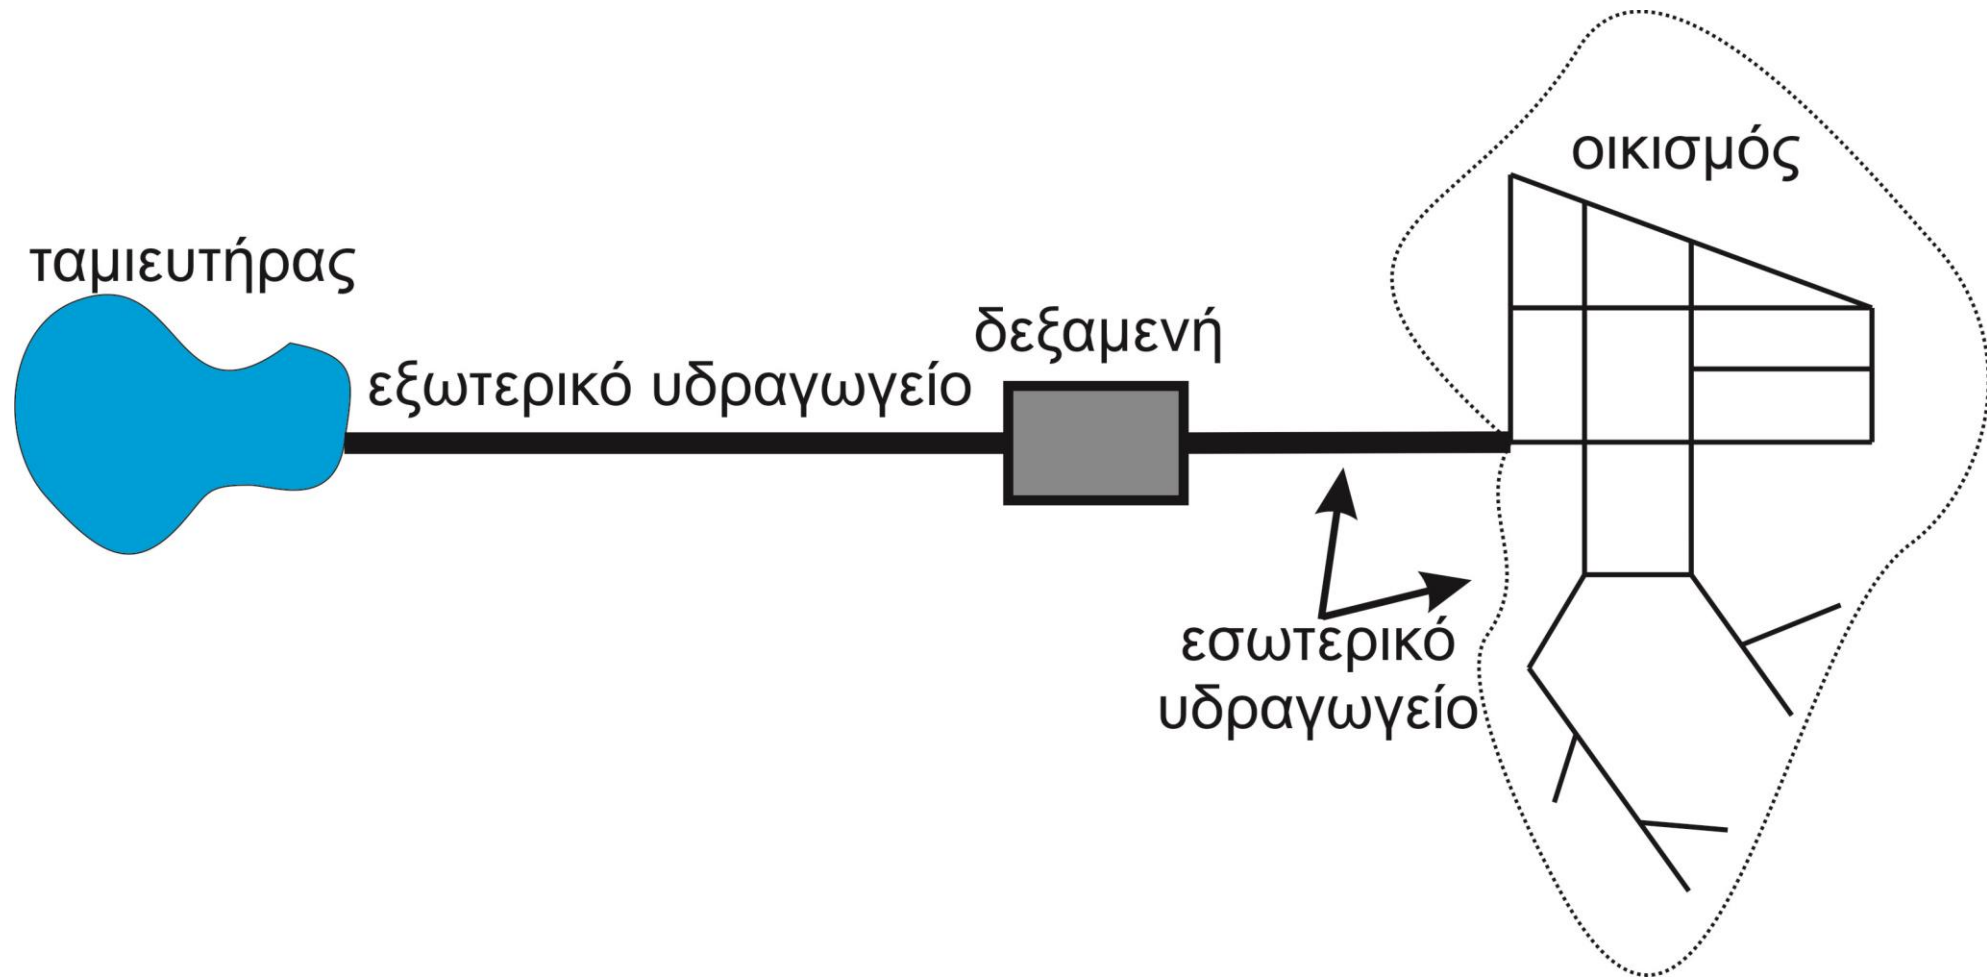 ταμιευτήρας
εξωτερικό υδραγωγείο
δεξαμενή
εσωτερικό
υδραγωγείο
οικισμός